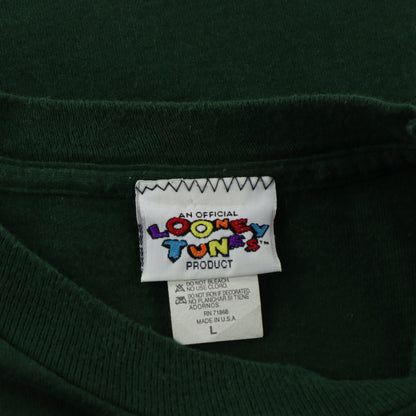 AN OFFICIAL
LOONEY
TUNES™
PRODUCT
DO NOT BLEACH.
NO USE CLORO.
DO NOT IRON IF DECORATED.
NO PLANCHAR SI TIENE
ADORNOS.
RN 71868
MADE IN U.S.A.
L